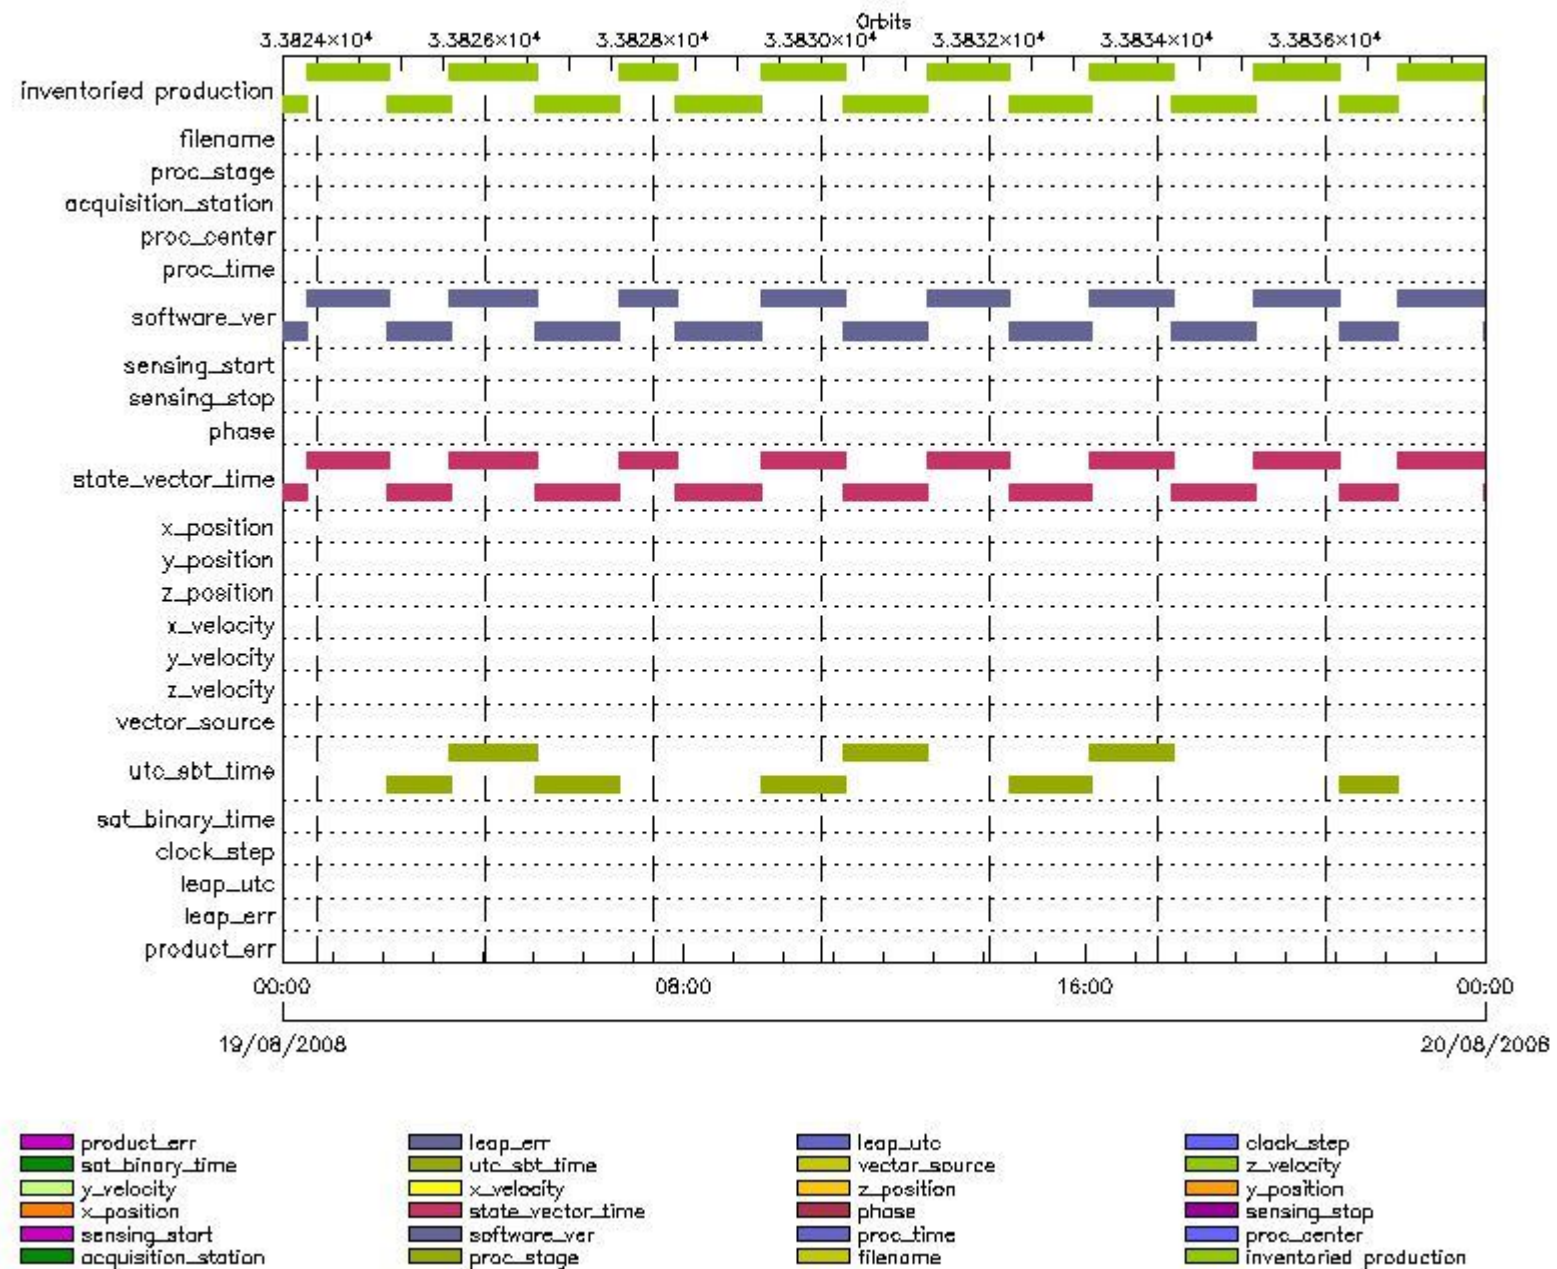 Orbits
3.3824×10⁴ 3.3826×10⁴ 3.3828×10⁴ 3.3830×10⁴ 3.3832×10⁴ 3.3834×10⁴ 3.3836×10⁴
inventoried production
filename
proc_stage
acquisition_station
proc_center
proc_time
software_ver
sensing_start
sensing_stop
phase
state_vector_time
x_position
y_position
z_position
x_velocity
y_velocity
z_velocity
vector_source
utc_sbt_time
sat_binary_time
clock_step
leap_utc
leap_err
product_err
00:00 08:00 16:00 00:00
19/08/2008 20/08/2008
product_err leap_err leap_utc clock_step
sat_binary_time utc_sbt_time vector_source z_velocity
y_velocity x_velocity z_position y_position
x_position state_vector_time phase sensing_stop
sensing_start software_ver proc_time proc_center
acquisition_station proc_stage filename inventoried production